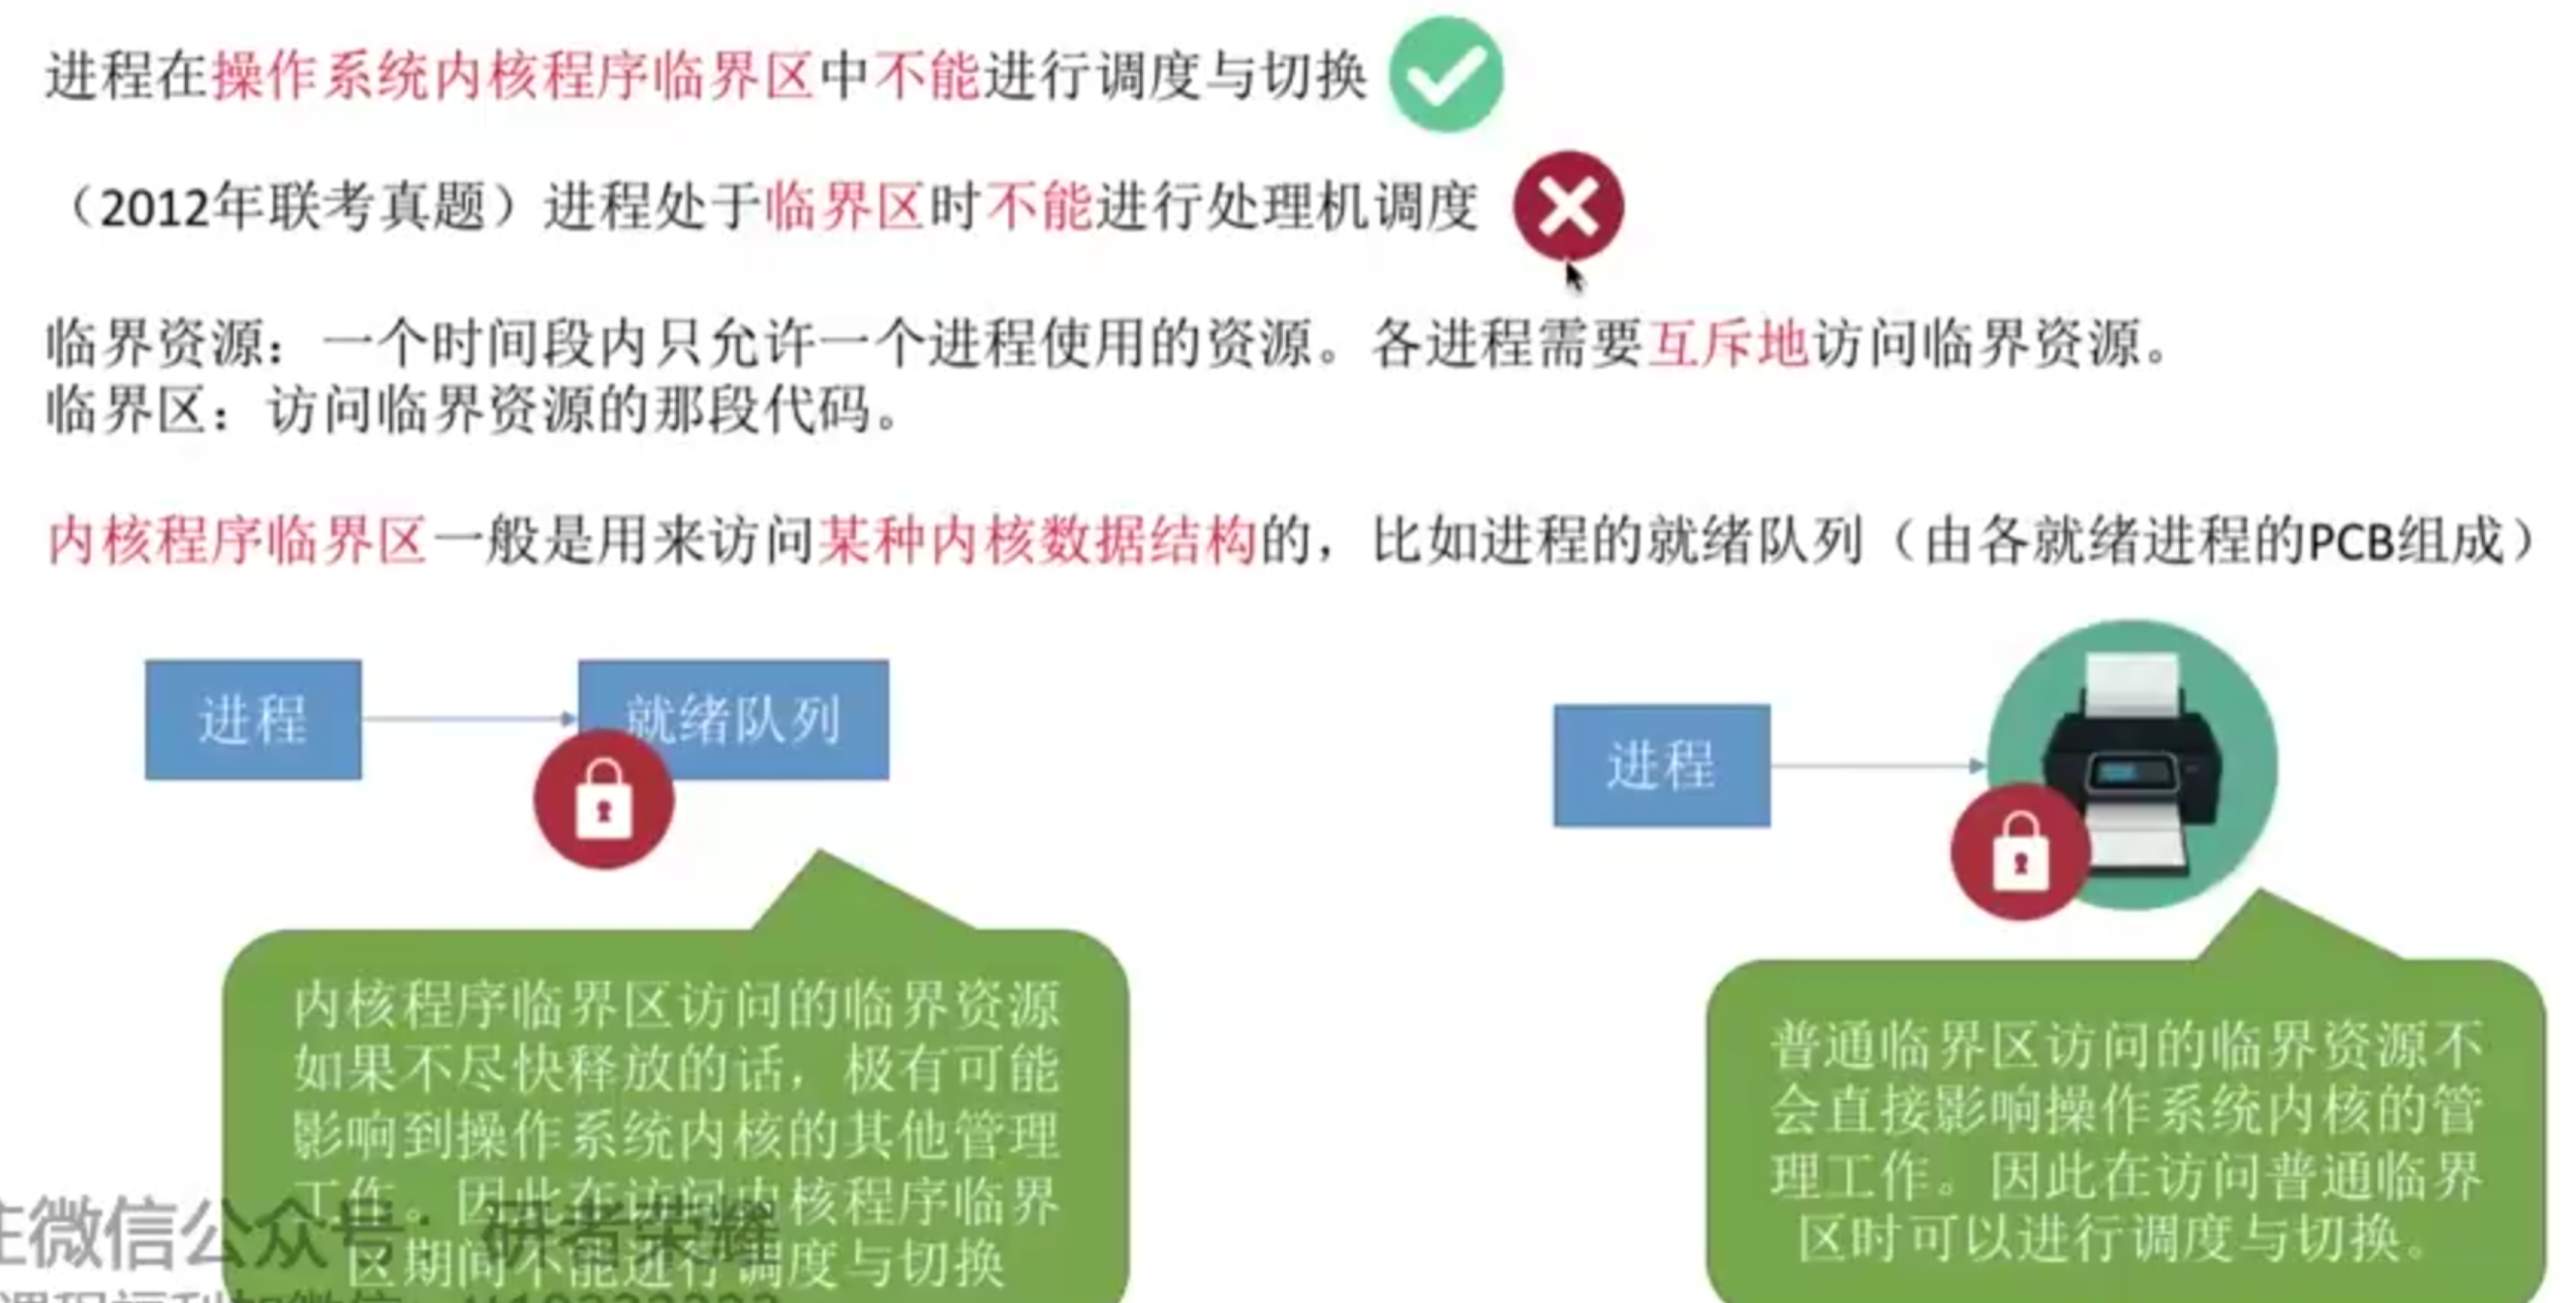 进程在操作系统内核程序临界区中不能进行调度与切换
（2012年联考真题）进程处于临界区时不能进行处理机调度
临界资源：一个时间段内只允许一个进程使用的资源。各进程需要互斥地访问临界资源。
临界区：访问临界资源的那段代码。
内核程序临界区一般是用来访问某种内核数据结构的，比如进程的就绪队列（由各就绪进程的PCB组成）
进程
就绪队列
进程
内核程序临界区访问的临界资源
如果不尽快释放的话，极有可能
影响到操作系统内核的其他管理
工作。因此在访问内核程序临界
区期间不能进行调度与切换
普通临界区访问的临界资源不
会直接影响操作系统内核的管
理工作。因此在访问普通临界
区时可以进行调度与切换。
注微信公众号：研者荣耀